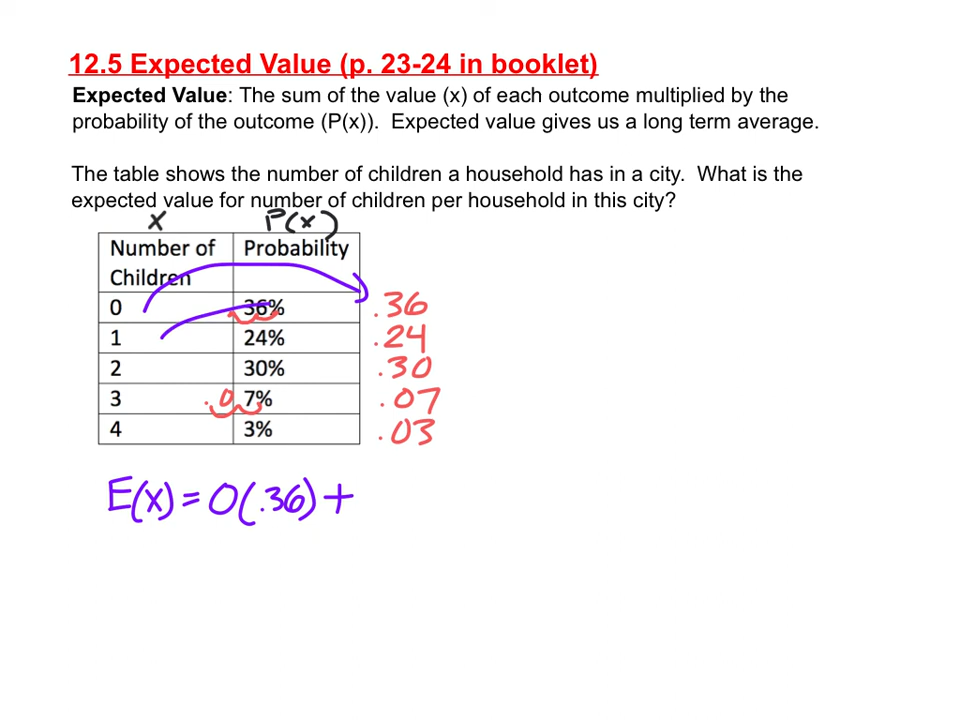 12.5 Expected Value (p. 23-24 in booklet)
Expected Value: The sum of the value (x) of each outcome multiplied by the
probability of the outcome (P(x)). Expected value gives us a long term average.
The table shows the number of children a household has in a city. What is the
expected value for number of children per household in this city?
X P(x)
Number of Children Probability
0 36% .36
1 24% .24
2 30% .30
3 .0 7% .07
4 3% .03
E(x) = 0(.36) +